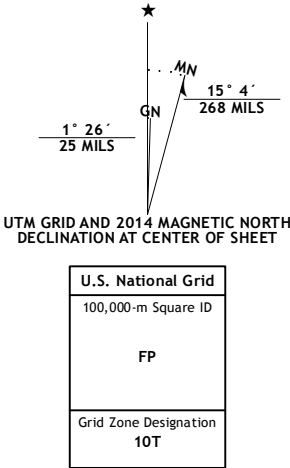 ★
MN
GN
15° 4´
268 MILS
1° 26´
25 MILS
UTM GRID AND 2014 MAGNETIC NORTH
DECLINATION AT CENTER OF SHEET
U.S. National Grid
100,000-m Square ID
FP
Grid Zone Designation
10T